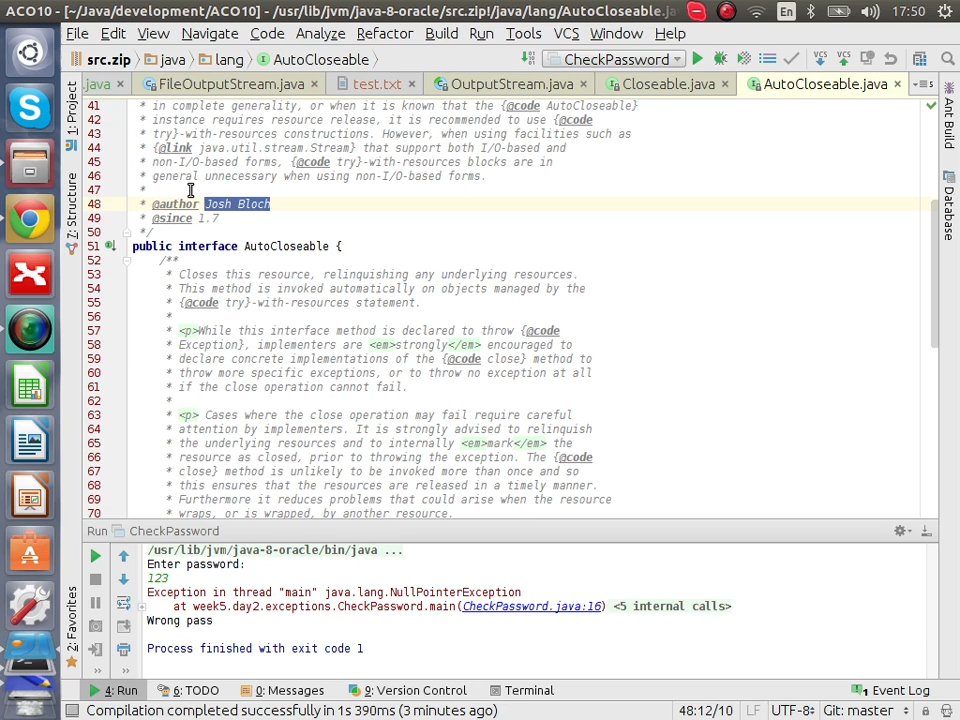 ACO10 – [~/Java/development/ACO10] - /usr/lib/jvm/java-8-oracle/src.zip!/java/lang/AutoCloseable.ja
En
17:50
File Edit View Navigate Code Analyze Refactor Build Run Tools VCS Window Help
src.zip java lang AutoCloseable CheckPassword VCS VCS
java × FileOutputStream.java × test.txt × OutputStream.java × Closeable.java × AutoCloseable.java ×
41 * in complete generality, or when it is known that the {@code AutoCloseable}
42 * instance requires resource release, it is recommended to use {@code
43 * try}-with-resources constructions. However, when using facilities such as
44 * {@link java.util.stream.Stream} that support both I/O-based and
45 * non-I/O-based forms, {@code try}-with-resources blocks are in
46 * general unnecessary when using non-I/O-based forms.
47 *
48 * @author Josh Bloch
49 * @since 1.7
50 */
51 public interface AutoCloseable {
52 /**
53 * Closes this resource, relinquishing any underlying resources.
54 * This method is invoked automatically on objects managed by the
55 * {@code try}-with-resources statement.
56 *
57 * <p>While this interface method is declared to throw {@code
58 * Exception}, implementers are <em>strongly</em> encouraged to
59 * declare concrete implementations of the {@code close} method to
60 * throw more specific exceptions, or to throw no exception at all
61 * if the close operation cannot fail.
62 *
63 * <p> Cases where the close operation may fail require careful
64 * attention by implementers. It is strongly advised to relinquish
65 * the underlying resources and to internally <em>mark</em> the
66 * resource as closed, prior to throwing the exception. The {@code
67 * close} method is unlikely to be invoked more than once and so
68 * this ensures that the resources are released in a timely manner.
69 * Furthermore it reduces problems that could arise when the resource
70 * wraps, or is wrapped, by another resource.
1: Project
7: Structure
2: Favorites
Ant Build
Database
Run CheckPassword
/usr/lib/jvm/java-8-oracle/bin/java ...
Enter password:
123
Exception in thread "main" java.lang.NullPointerException
at week5.day2.exceptions.CheckPassword.main(CheckPassword.java:16) <5 internal calls>
Wrong pass
Process finished with exit code 1
4: Run 6: TODO 0: Messages 9: Version Control Terminal 1 Event Log
Compilation completed successfully in 1s 390ms (3 minutes ago) 48:12/10 LF UTF-8 Git: master